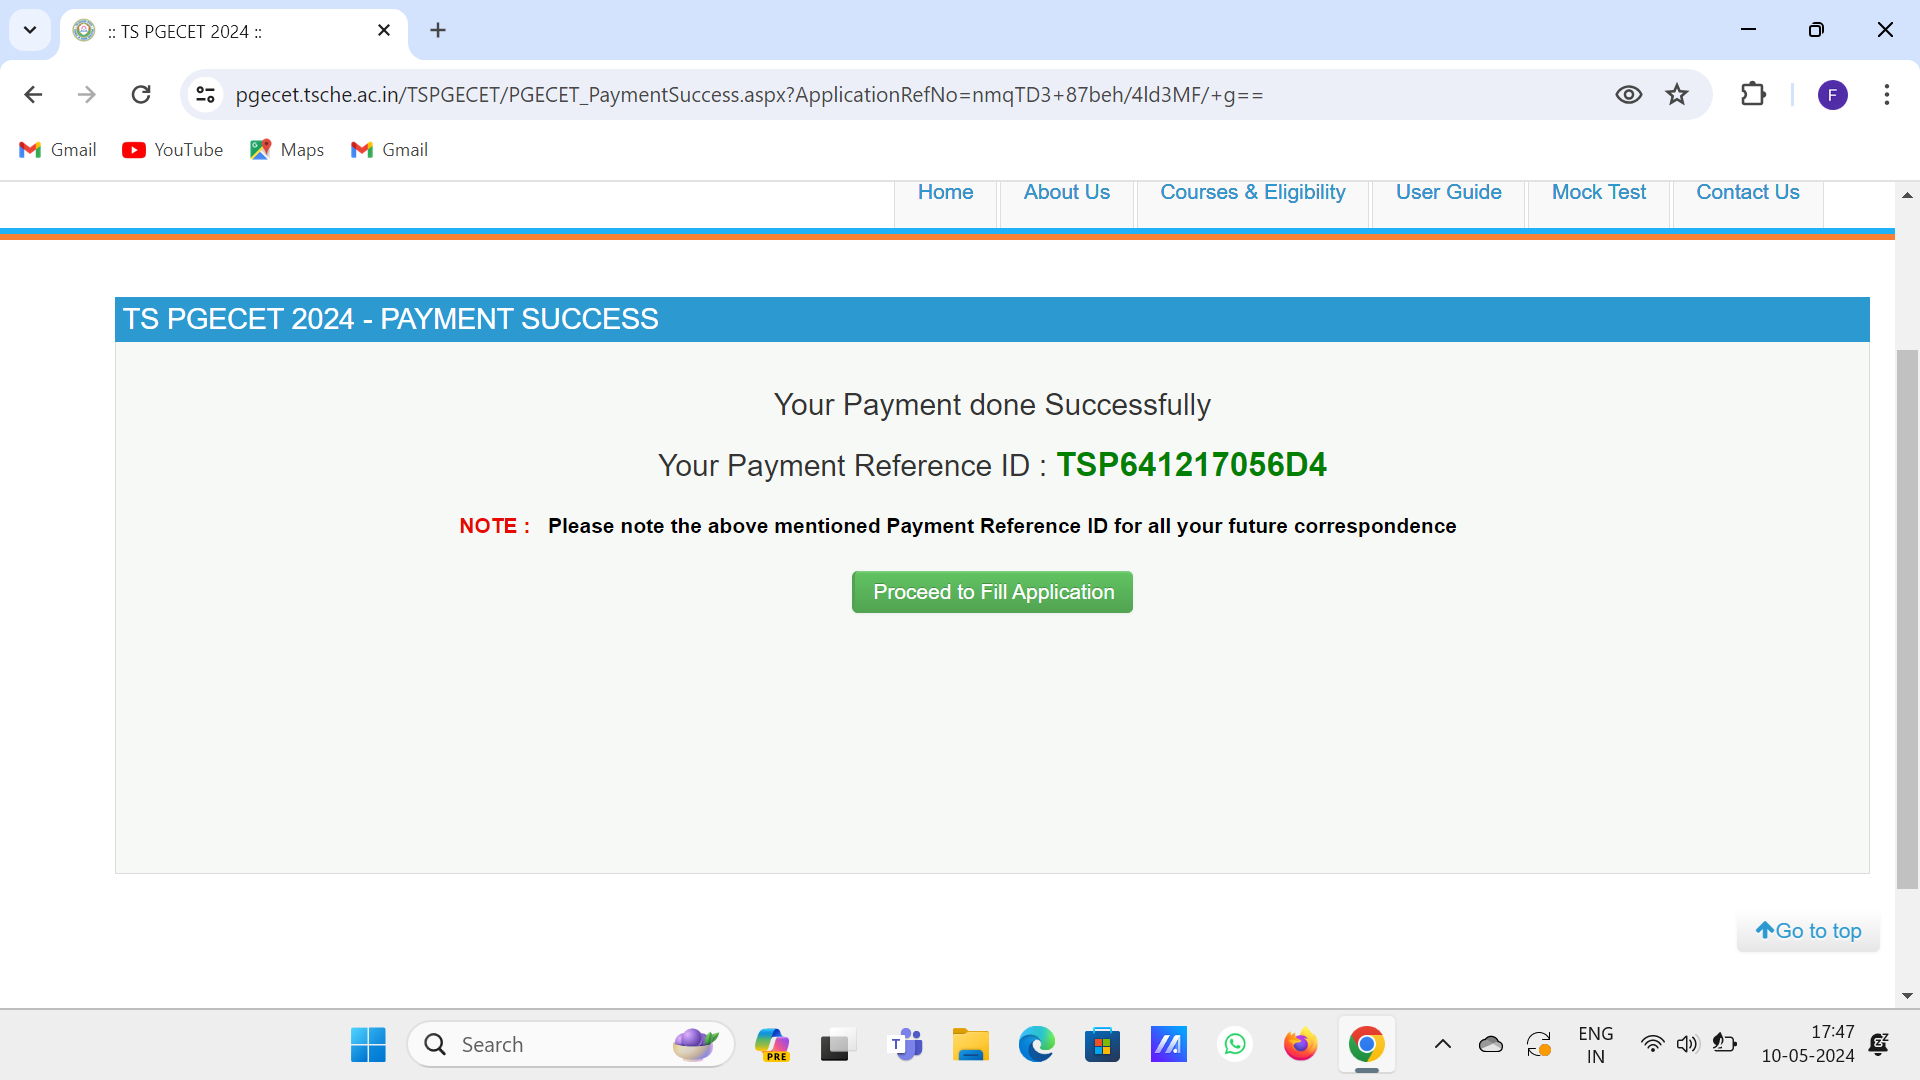 :: TS PGECET 2024 ::
pgecet.tsche.ac.in/TSPGECET/PGECET_PaymentSuccess.aspx?ApplicationRefNo=nmqTD3+87beh/4ld3MF/+g==
F
Gmail YouTube Maps Gmail
Home About Us Courses & Eligibility User Guide Mock Test Contact Us
TS PGECET 2024 - PAYMENT SUCCESS
Your Payment done Successfully
Your Payment Reference ID : TSP641217056D4
NOTE : Please note the above mentioned Payment Reference ID for all your future correspondence
Proceed to Fill Application
Go to top
Search
PRE
ENG
IN
17:47
10-05-2024